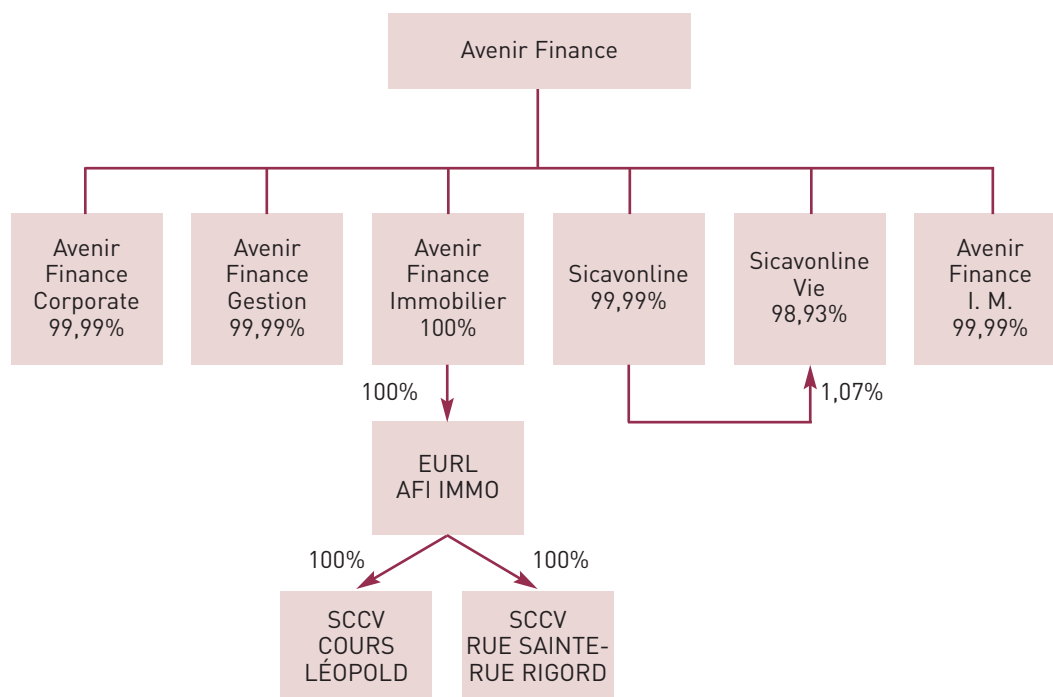 Avenir Finance
Avenir
Finance
Corporate
99,99%
Avenir
Finance
Gestion
99,99%
Avenir
Finance
Immobilier
100%
Sicavonline
99,99%
Sicavonline
Vie
98,93%
Avenir
Finance
I. M.
99,99%
100%
1,07%
EURL
AFI IMMO
100%
100%
SCCV
COURS
LÉOPOLD
SCCV
RUE SAINTE-
RUE RIGORD